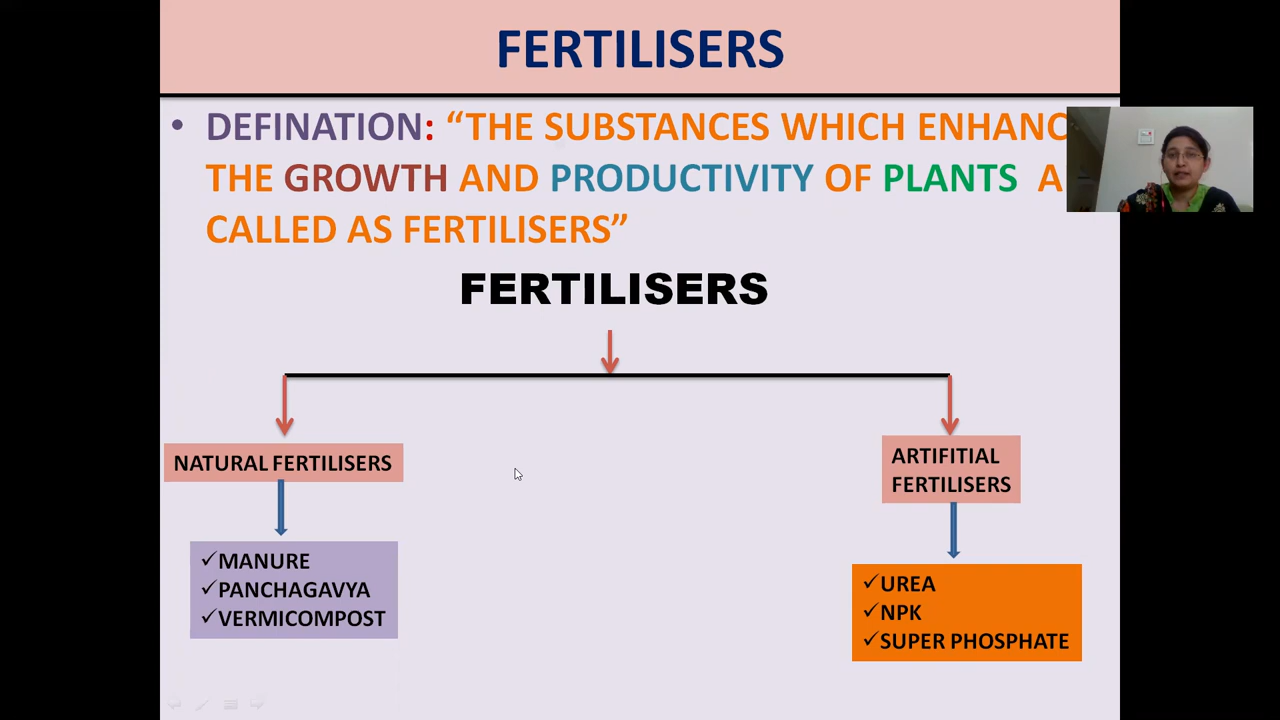 FERTILISERS
• DEFINATION: “THE SUBSTANCES WHICH ENHANC
THE GROWTH AND PRODUCTIVITY OF PLANTS A
CALLED AS FERTILISERS”
FERTILISERS
NATURAL FERTILISERS
✓MANURE
✓PANCHAGAVYA
✓VERMICOMPOST
ARTIFITIAL
FERTILISERS
✓UREA
✓NPK
✓SUPER PHOSPHATE